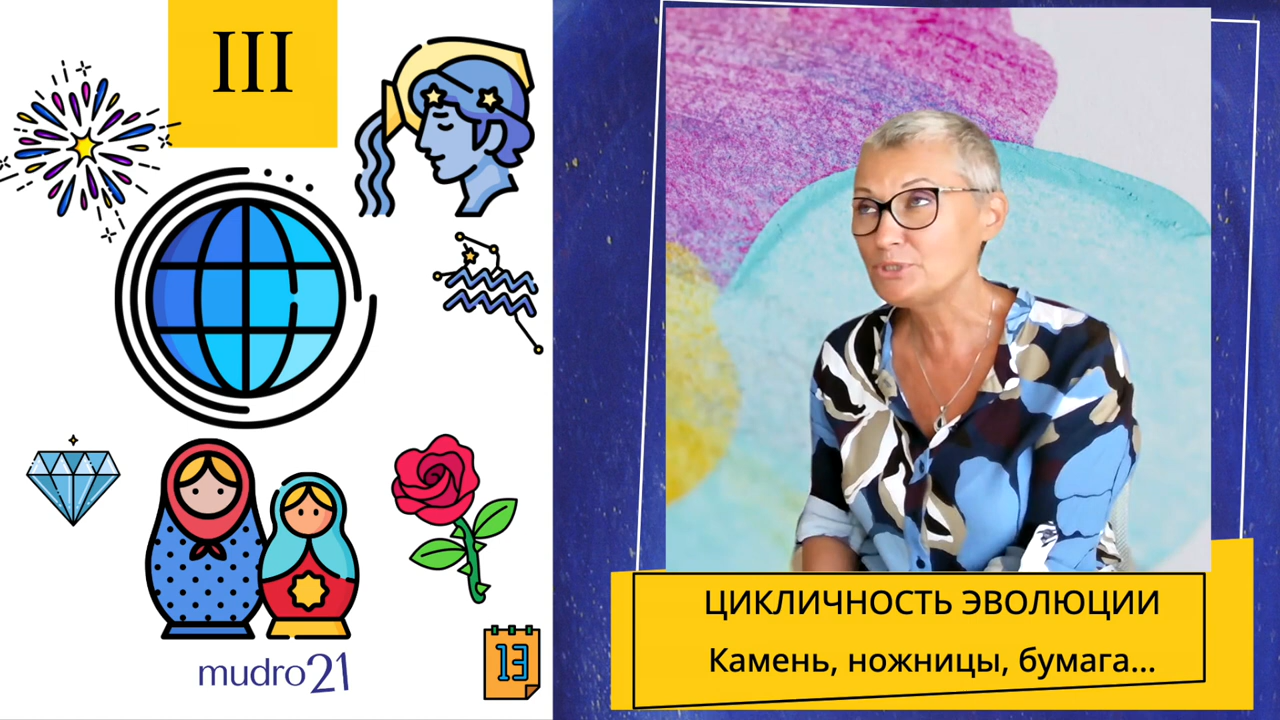 III
mudro21
13
ЦИКЛИЧНОСТЬ ЭВОЛЮЦИИ
Камень, ножницы, бумага...